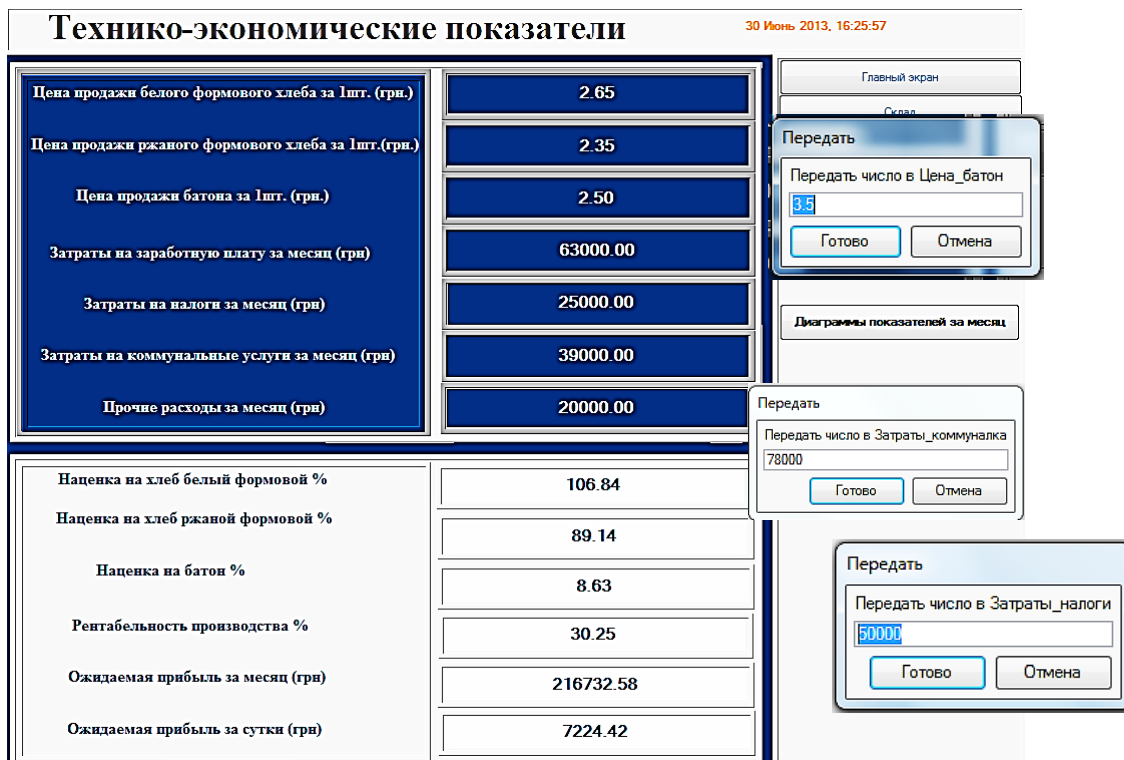 Технико-экономические показатели
30 Июнь 2013, 16:25:57
Цена продажи белого формового хлеба за 1шт. (грн.)
2.65
Цена продажи ржаного формового хлеба за 1шт.(грн.)
2.35
Цена продажи батона за 1шт. (грн.)
2.50
Затраты на заработную плату за месяц (грн)
63000.00
Затраты на налоги за месяц (грн)
25000.00
Затраты на коммунальные услуги за месяц (грн)
39000.00
Прочие расходы за месяц (грн)
20000.00
Наценка на хлеб белый формовой %
106.84
Наценка на хлеб ржаной формовой %
89.14
Наценка на батон %
8.63
Рентабельность производства %
30.25
Ожидаемая прибыль за месяц (грн)
216732.58
Ожидаемая прибыль за сутки (грн)
7224.42
Главный экран
Склад
Передать
Передать число в Цена_батон
3.5
Готово Отмена
Диаграммы показателей за месяц
Передать
Передать число в Затраты_коммуналка
78000
Готово Отмена
Передать
Передать число в Затраты_налоги
50000
Готово Отмена